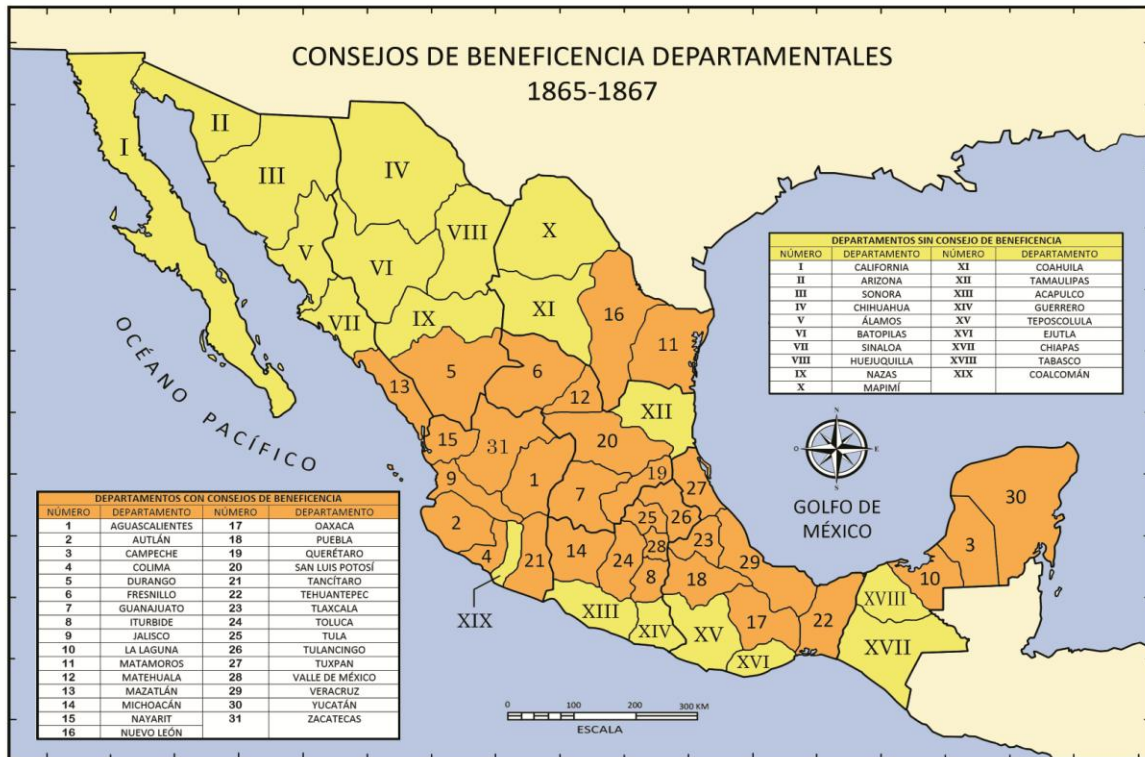 CONSEJOS DE BENEFICENCIA DEPARTAMENTALES
1865-1867
I
II
III
IV
V
VI
VIII
X
VII
IX
XI
16
11
5
6
13
12
XII
15
31
20
9
1
7
19
27
2
25
26
4
21
14
24
28
23
29
8
18
XIX
XIII
XIV
XV
17
22
XVI
30
3
10
XVIII
XVII
OCÉANO PACÍFICO
GOLFO DE
MÉXICO
N
O
E
S
DEPARTAMENTOS SIN CONSEJO DE BENEFICENCIA
NÚMERO DEPARTAMENTO NÚMERO DEPARTAMENTO
I CALIFORNIA XI COAHUILA
II ARIZONA XII TAMAULIPAS
III SONORA XIII ACAPULCO
IV CHIHUAHUA XIV GUERRERO
V ÁLAMOS XV TEPOSCOLULA
VI BATOPILAS XVI EJUTLA
VII SINALOA XVII CHIAPAS
VIII HUEJUQUILLA XVIII TABASCO
IX NAZAS XIX COALCOMÁN
X MAPIMÍ
DEPARTAMENTOS CON CONSEJOS DE BENEFICENCIA
NÚMERO DEPARTAMENTO NÚMERO DEPARTAMENTO
1 AGUASCALIENTES 17 OAXACA
2 AUTLÁN 18 PUEBLA
3 CAMPECHE 19 QUERÉTARO
4 COLIMA 20 SAN LUIS POTOSÍ
5 DURANGO 21 TANCÍTARO
6 FRESNILLO 22 TEHUANTEPEC
7 GUANAJUATO 23 TLAXCALA
8 ITURBIDE 24 TOLUCA
9 JALISCO 25 TULA
10 LA LAGUNA 26 TULANCINGO
11 MATAMOROS 27 TUXPAN
12 MATEHUALA 28 VALLE DE MÉXICO
13 MAZATLÁN 29 VERACRUZ
14 MICHOACÁN 30 YUCATÁN
15 NAYARIT 31 ZACATECAS
16 NUEVO LEÓN
0 100 200 300 KM
ESCALA